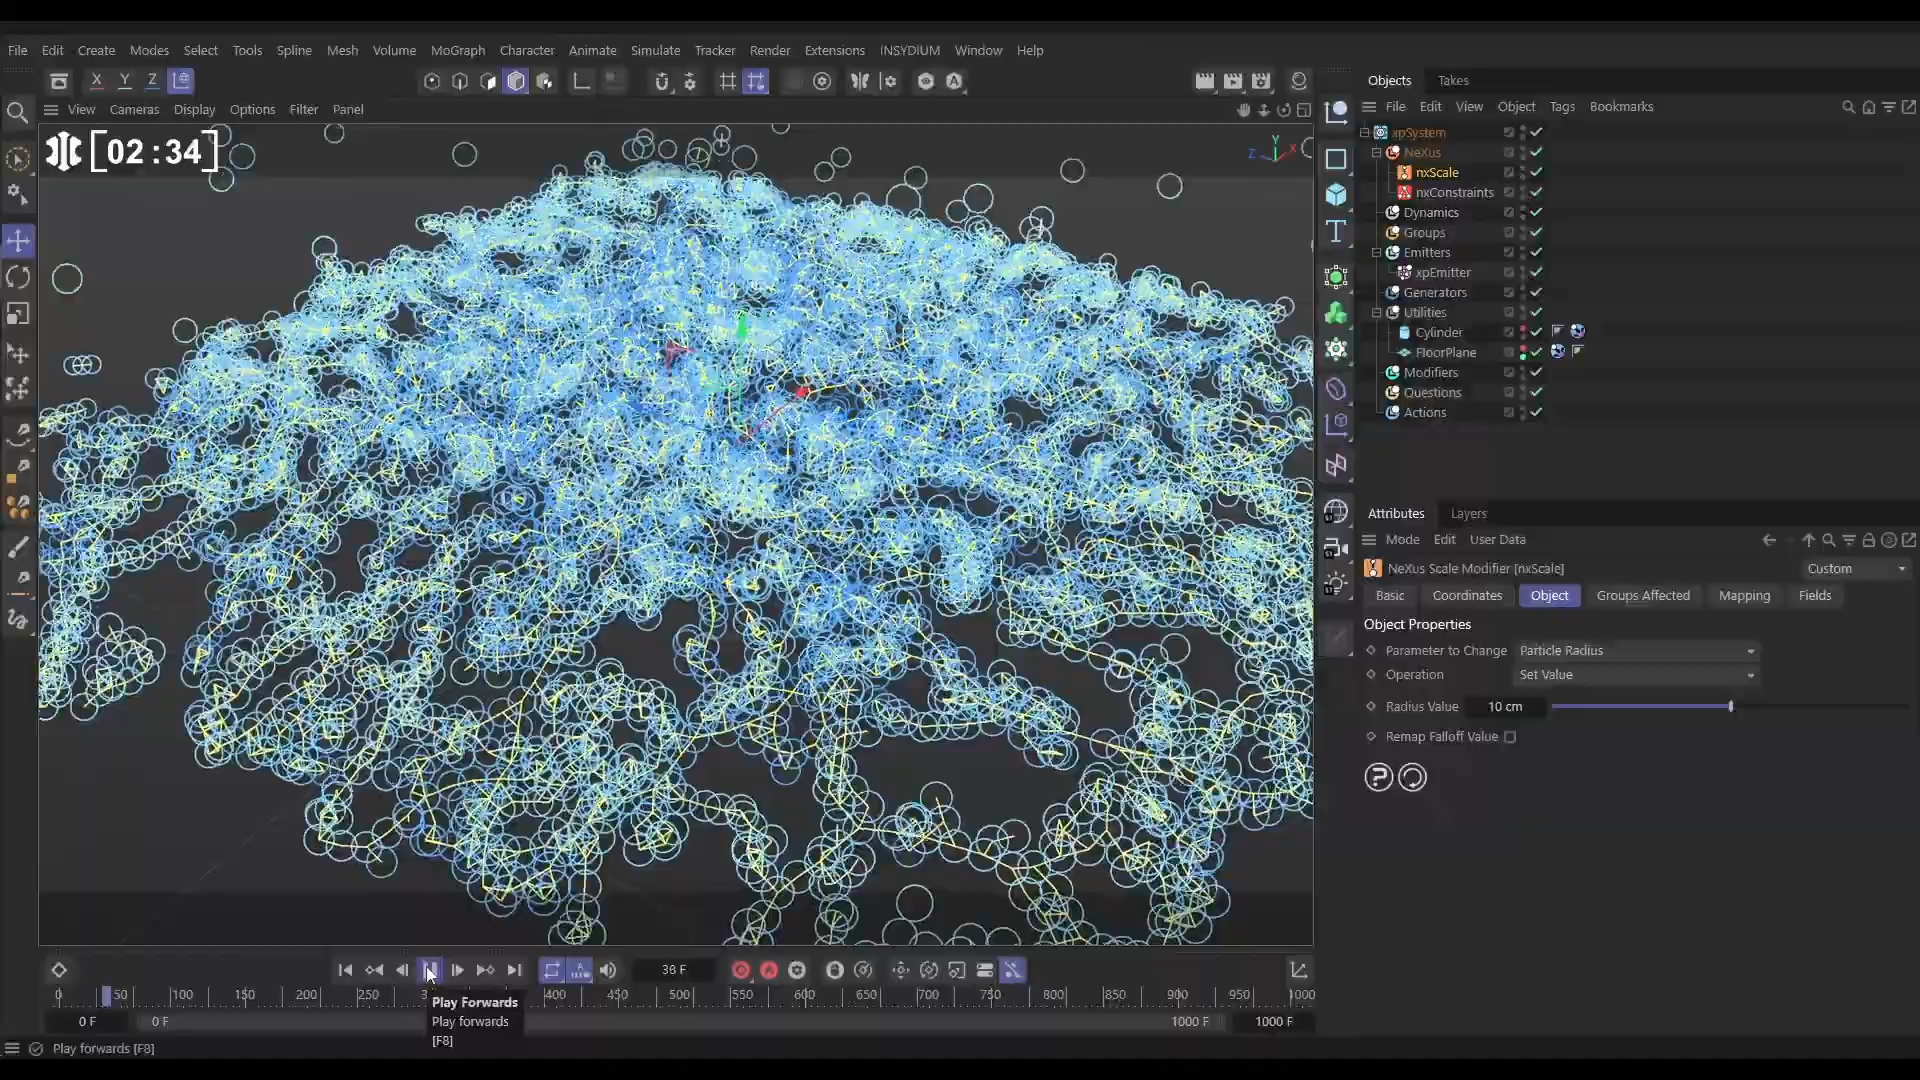 File Edit Create Modes Select Tools Spline Mesh Volume MoGraph Character Animate Simulate Tracker Render Extensions INSYDIUM Window Help
X Y Z
View Cameras Display Options Filter Panel
[02:34]
Y
Z X
Objects Takes
File Edit View Object Tags Bookmarks
xpSystem
NeXus
nxScale
nxConstraints
Dynamics
Groups
Emitters
xpEmitter
Generators
Utilities
Cylinder
FloorPlane
Modifiers
Questions
Actions
Attributes Layers
Mode Edit User Data
NeXus Scale Modifier [nxScale] Custom
Basic Coordinates Object Groups Affected Mapping Fields
Object Properties
Parameter to Change Particle Radius
Operation Set Value
Radius Value 10 cm
Remap Falloff Value
36 F
0 50 100 150 200 250 400 450 500 550 600 650 700 750 800 850 900 950 1000
Play Forwards
Play forwards
[F8]
0 F 0 F 1000 F 1000 F
Play forwards [F8]